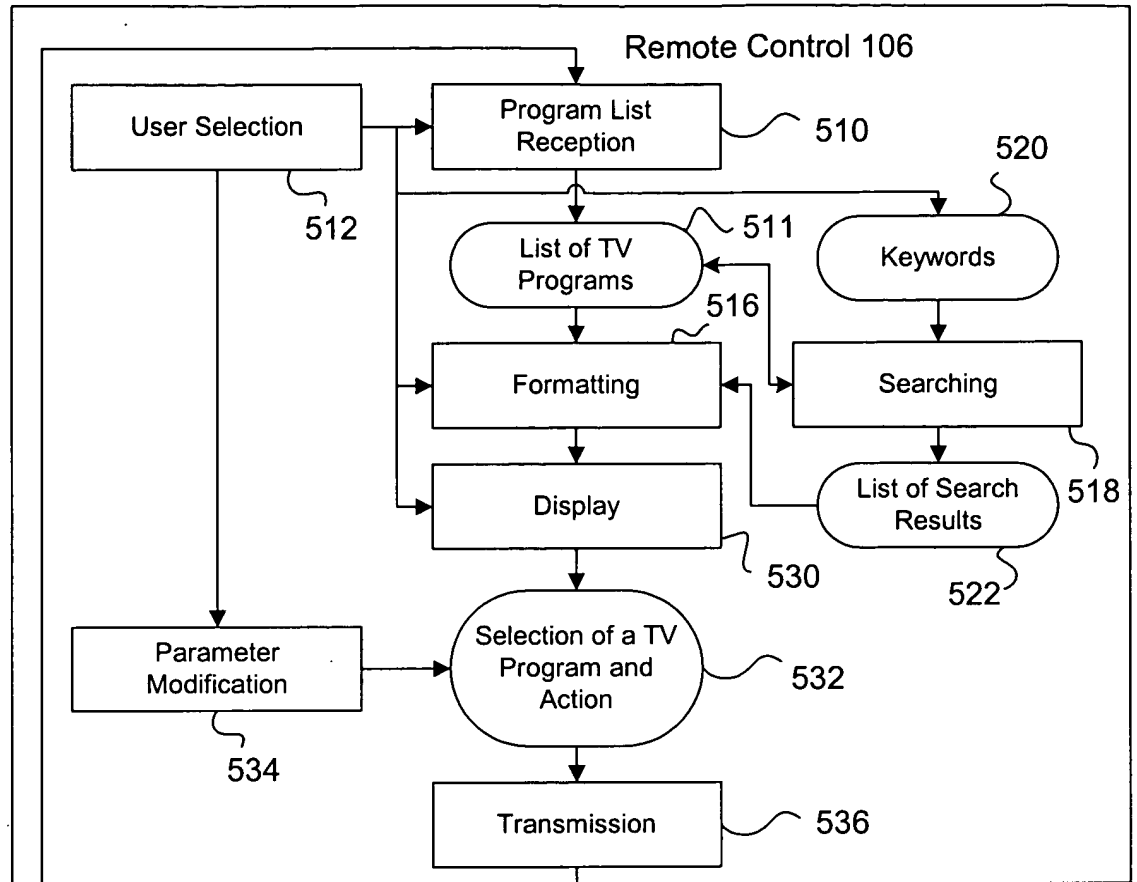 Remote Control 106
User Selection
512
Program List
Reception
510
520
List of TV
Programs
511
Keywords
516
Formatting
Searching
518
Display
530
List of Search
Results
522
Parameter
Modification
534
Selection of a TV
Program and
Action
532
Transmission
536